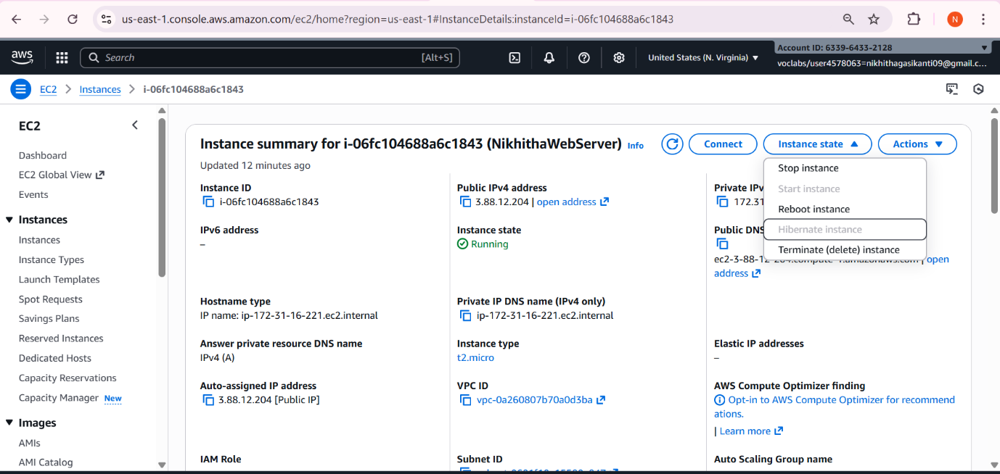 us-east-1.console.aws.amazon.com/ec2/home?region=us-east-1#InstanceDetails:instanceId=i-06fc104688a6c1843
N
aws
Search
[Alt+S]
United States (N. Virginia)
Account ID: 6339-6433-2128
voclabs/user4578063=nikhithagasikanti09@gmail.c...
EC2
Instances
i-06fc104688a6c1843
EC2
Dashboard
EC2 Global View
Events
Instances
Instances
Instance Types
Launch Templates
Spot Requests
Savings Plans
Reserved Instances
Dedicated Hosts
Capacity Reservations
Capacity Manager New
Images
AMIs
AMI Catalog
Instance summary for i-06fc104688a6c1843 (NikhithaWebServer) Info
Updated 12 minutes ago
Connect
Instance state
Actions
Stop instance
Start instance
Reboot instance
Hibernate instance
Terminate (delete) instance
Instance ID
i-06fc104688a6c1843
Public IPv4 address
3.88.12.204 | open address
Private IPv
172.31
IPv6 address
–
Instance state
Running
Public DNS
open
address
Hostname type
IP name: ip-172-31-16-221.ec2.internal
Private IP DNS name (IPv4 only)
ip-172-31-16-221.ec2.internal
Answer private resource DNS name
IPv4 (A)
Instance type
t2.micro
Elastic IP addresses
–
Auto-assigned IP address
3.88.12.204 [Public IP]
VPC ID
vpc-0a260807b70a0d3ba
AWS Compute Optimizer finding
Opt-in to AWS Compute Optimizer for recommend
ations.
| Learn more
IAM Role
Subnet ID
Auto Scaling Group name